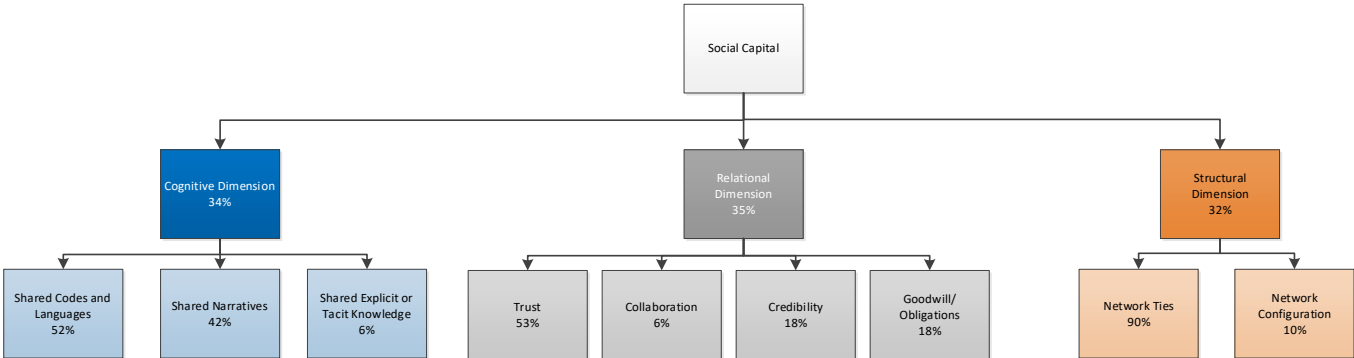 Social Capital
Cognitive Dimension
34%
Relational
Dimension
35%
Structural
Dimension
32%
Shared Codes and
Languages
52%
Shared Narratives
42%
Shared Explicit or
Tacit Knowledge
6%
Trust
53%
Collaboration
6%
Credibility
18%
Goodwill/
Obligations
18%
Network Ties
90%
Network
Configuration
10%